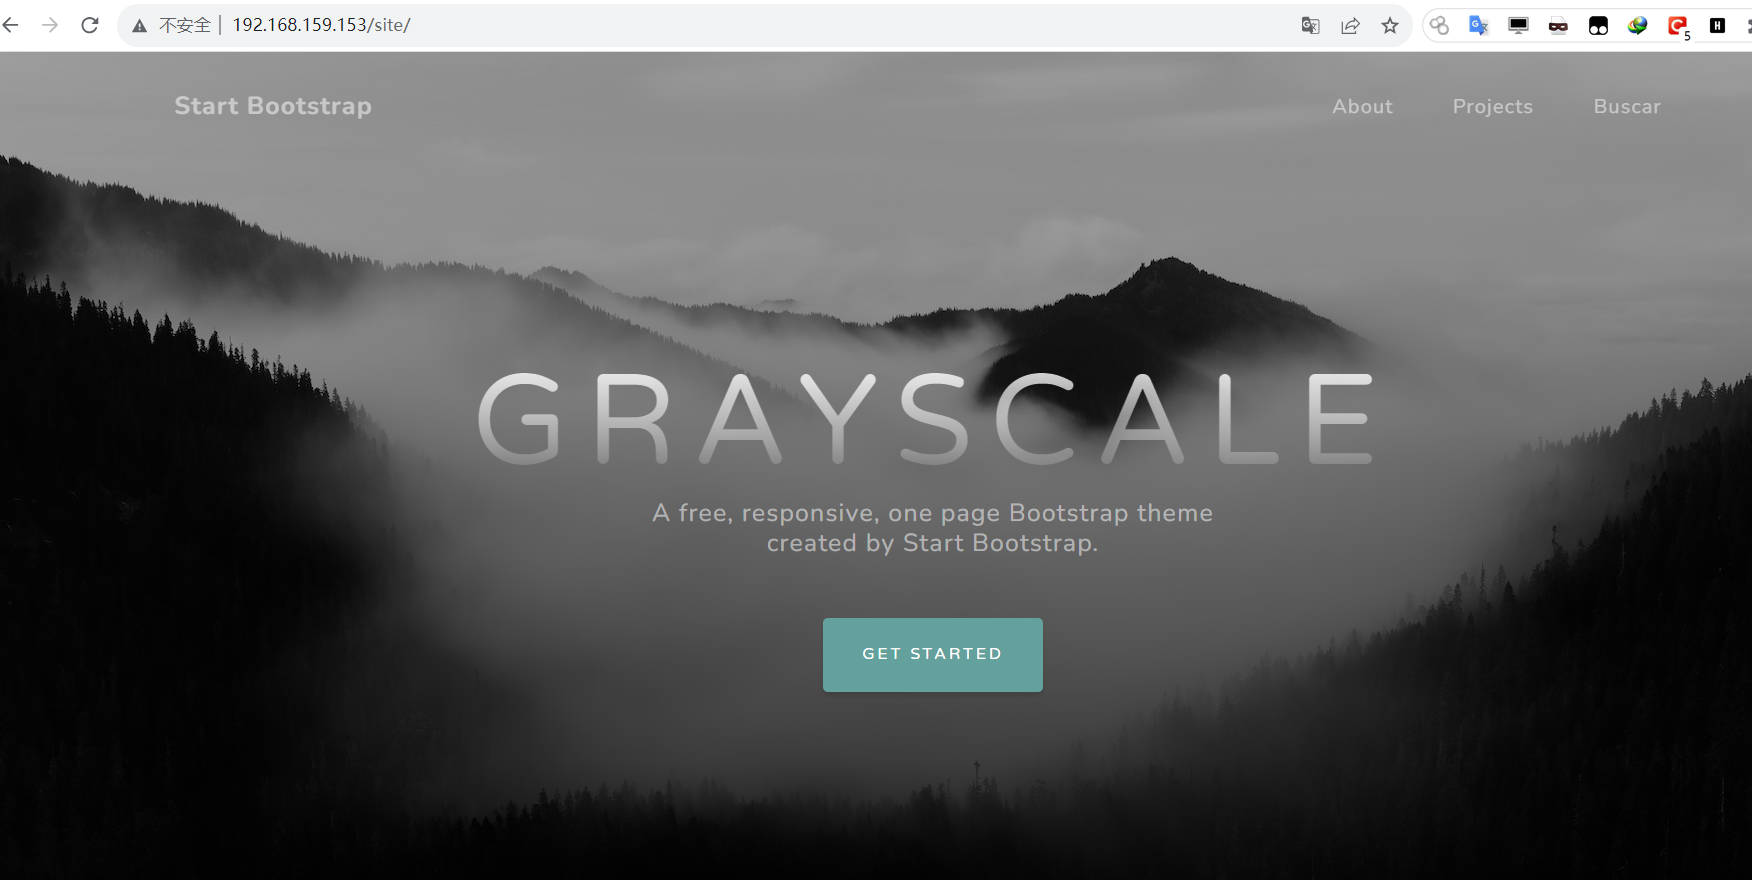 不安全 192.168.159.153/site/
5
H
Start Bootstrap
About Projects Buscar
GRAYSCALE
A free, responsive, one page Bootstrap theme
created by Start Bootstrap.
GET STARTED